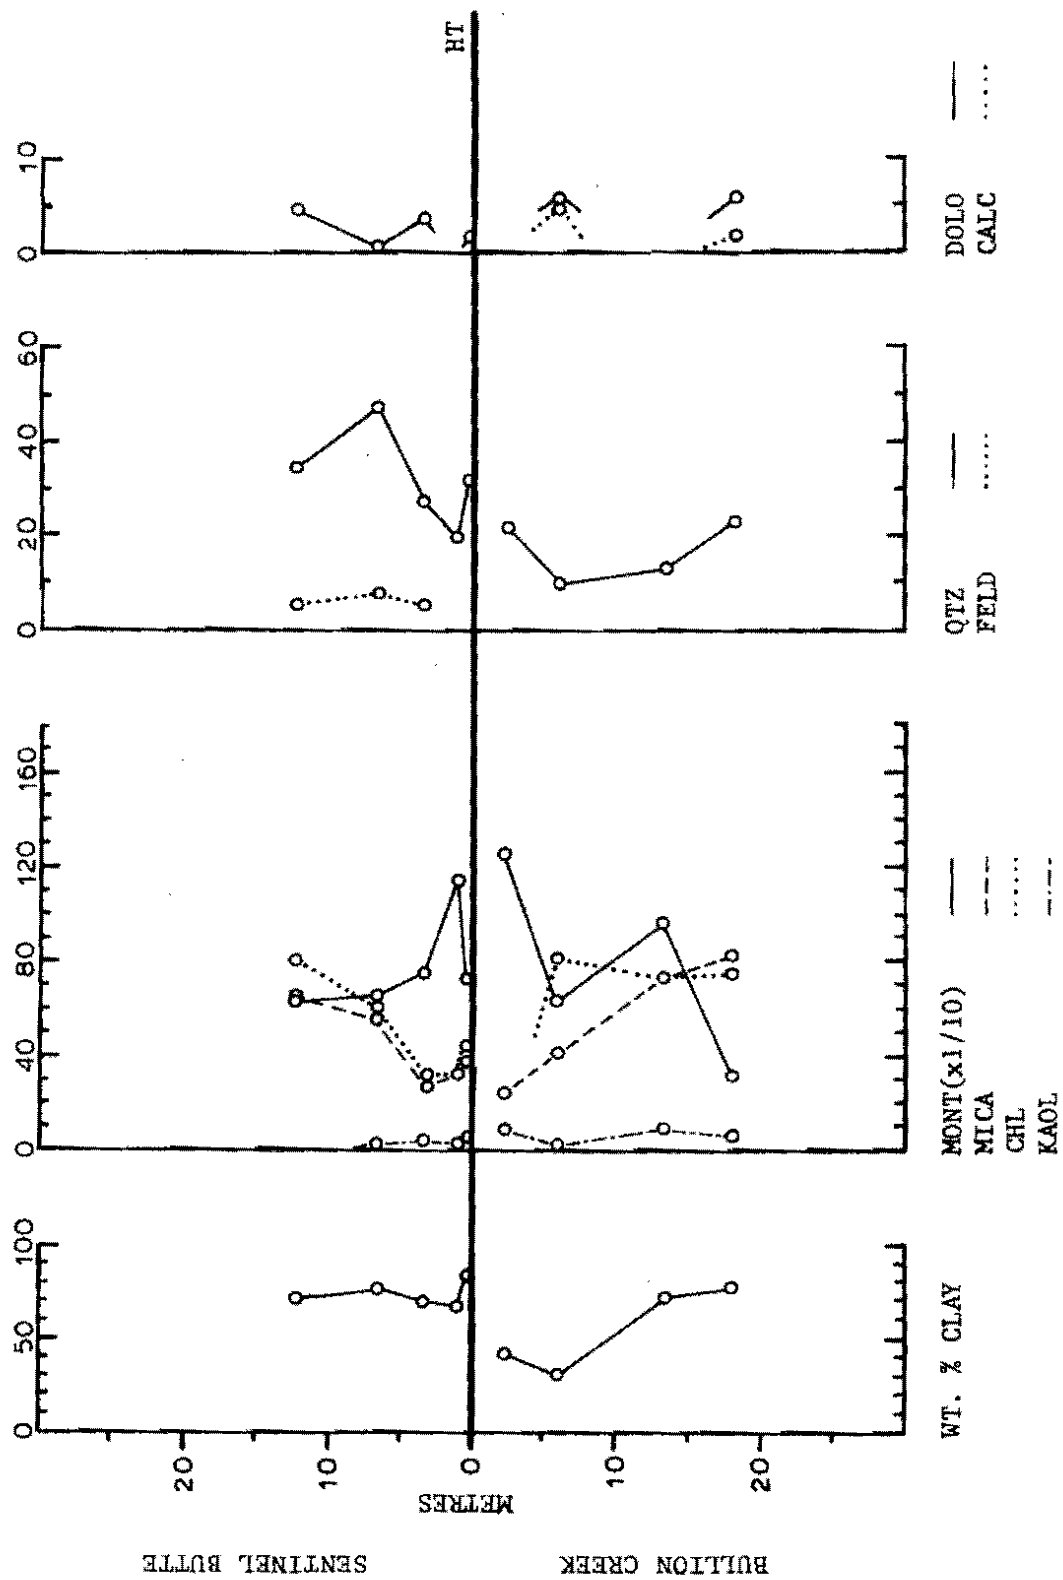 0 50 100
0 40 80 120 160
0 20 40 60
0 10
HT
SENTINEL BUTTE
BULLION CREEK
METRES
20
10
0
10
20
WT. % CLAY
MONT(x1/10)
MICA
CHL
KAOL
QTZ
FELD
DOLO
CALC